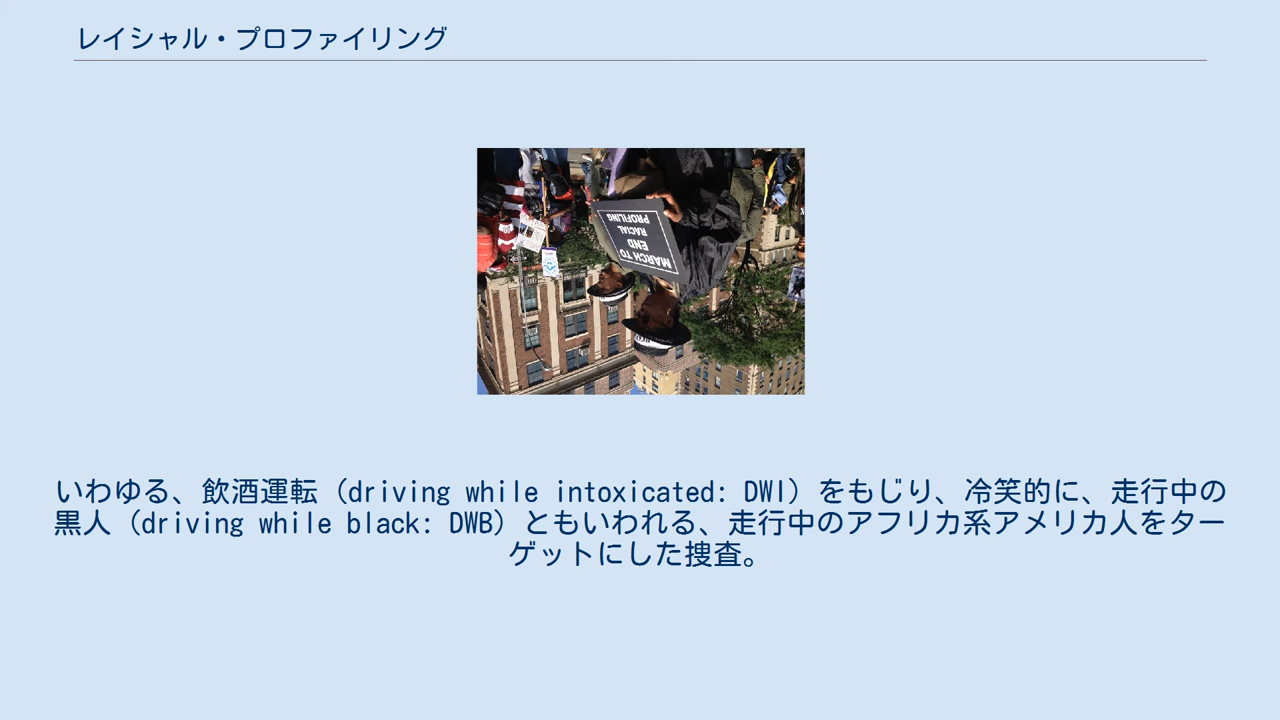 レイシャル・プロファイリング
MARCH TO
END
RACIAL
PROFILING
いわゆる、飲酒運転（driving while intoxicated: DWI）をもじり、冷笑的に、走行中の
黒人（driving while black: DWB）ともいわれる、走行中のアフリカ系アメリカ人をター
ゲットにした捜査。